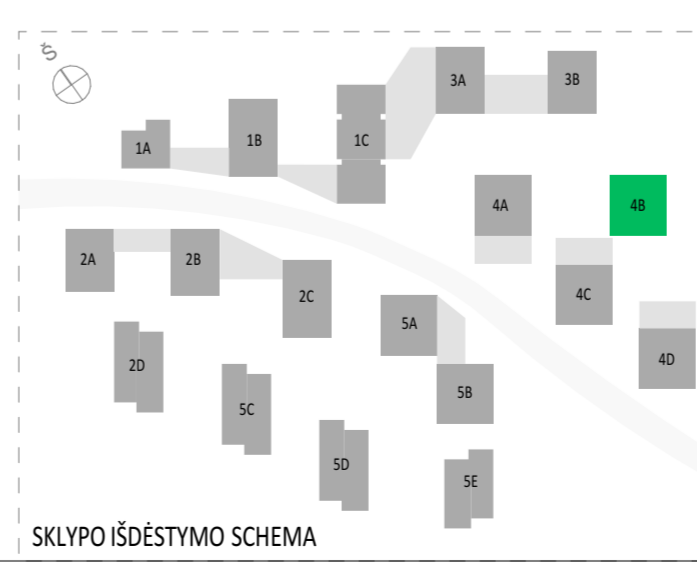 Š
3A
3B
1A
1B
1C
4A
4B
2A
2B
2C
4C
5A
4D
2D
5B
5C
5D
5E
SKLYPO IŠDĖSTYMO SCHEMA